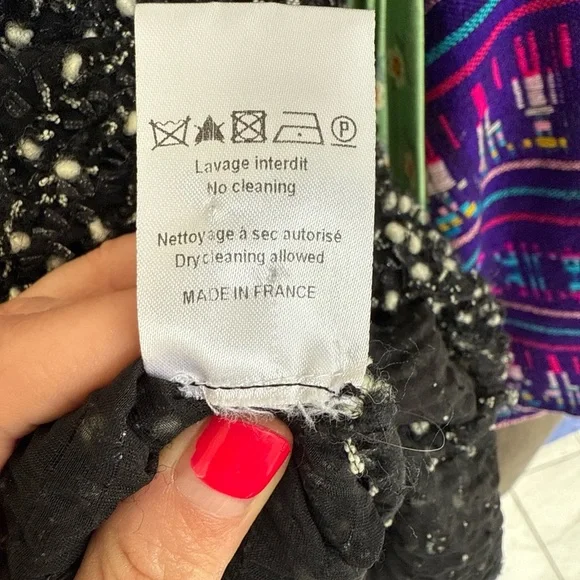 P
Lavage interdit
No cleaning
Nettoyage à sec autorisé
Drycleaning allowed
MADE IN FRANCE